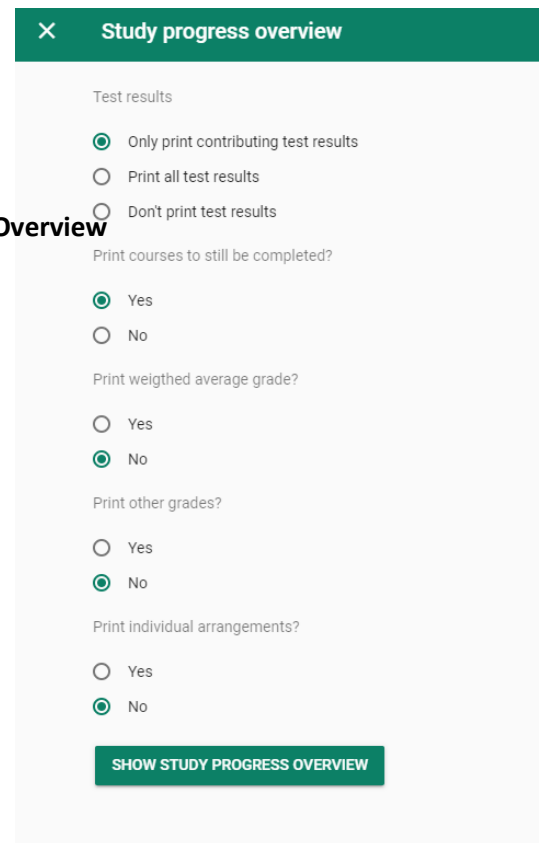 Study progress overview
Test results
Only print contributing test results
Print all test results
Don't print test results
Overview
Print courses to still be completed?
Yes
No
Print weigthed average grade?
Yes
No
Print other grades?
Yes
No
Print individual arrangements?
Yes
No
SHOW STUDY PROGRESS OVERVIEW